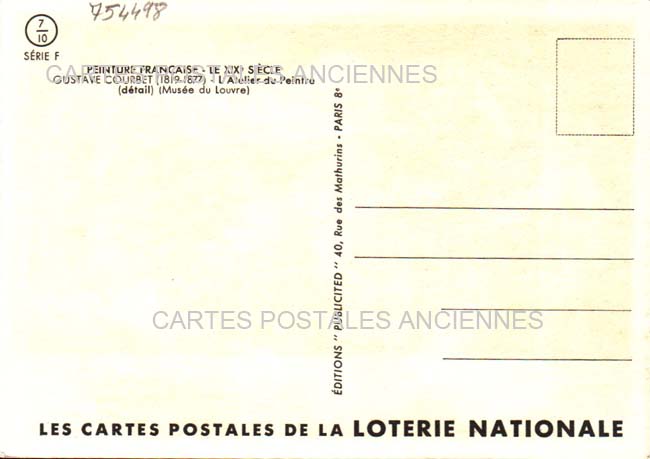 754498
7
10
SÉRIE F
PEINTURE FRANÇAISE - LE XIXe SIÈCLE
GUSTAVE COURBET (1819-1877) - L'Atelier du Peintre
(détail) (Musée du Louvre)
CARTES POSTALES ANCIENNES
ÉDITIONS " PUBLICITED " 40, Rue des Mathurins - PARIS 8e
CARTES POSTALES ANCIENNES
LES CARTES POSTALES DE LA LOTERIE NATIONALE